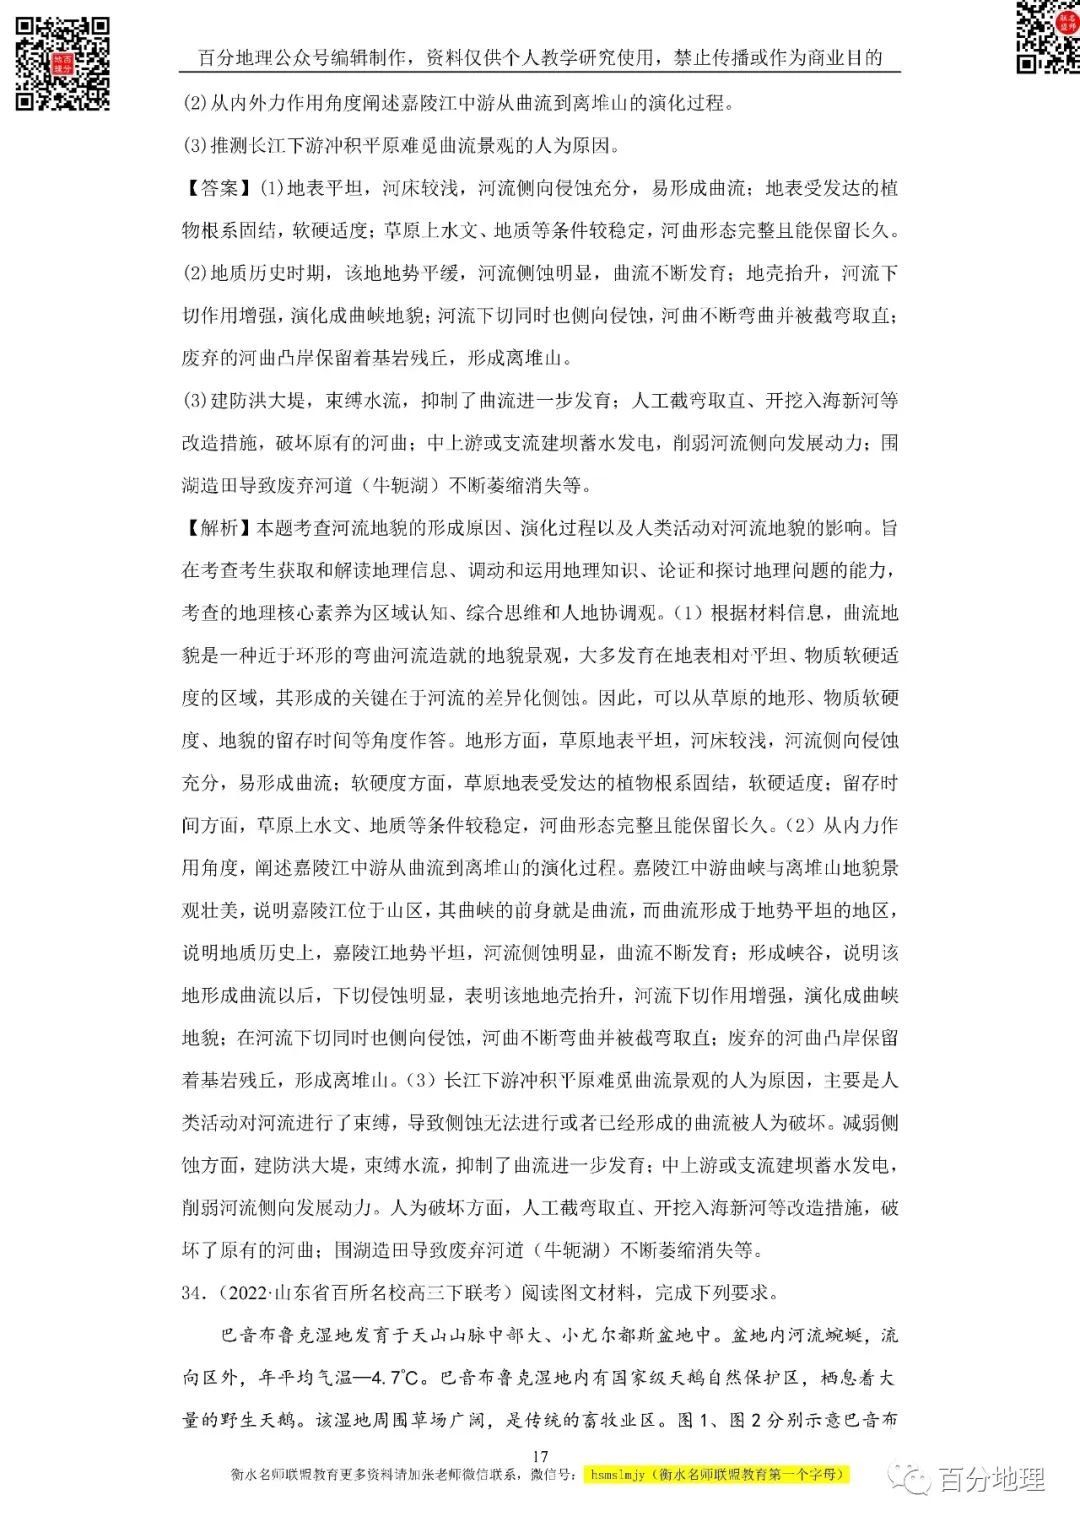 百分地理公众号编辑制作，资料仅供个人教学研究使用，禁止传播或作为商业目的
(2)从内外力作用角度阐述嘉陵江中游从曲流到离堆山的演化过程。
(3)推测长江下游冲积平原难觅曲流景观的人为原因。
【答案】(1)地表平坦，河床较浅，河流侧向侵蚀充分，易形成曲流；地表受发达的植
物根系固结，软硬适度；草原上水文、地质等条件较稳定，河曲形态完整且能保留长久。
(2)地质历史时期，该地地势平缓，河流侧蚀明显，曲流不断发育；地壳抬升，河流下
切作用增强，演化成曲峡地貌；河流下切同时也侧向侵蚀，河曲不断弯曲并被截弯取直；
废弃的河曲凸岸保留着基岩残丘，形成离堆山。
(3)建防洪大堤，束缚水流，抑制了曲流进一步发育；人工截弯取直、开挖入海新河等
改造措施，破坏原有的河曲；中上游或支流建坝蓄水发电，削弱河流侧向发展动力；围
湖造田导致废弃河道（牛轭湖）不断萎缩消失等。
【解析】本题考查河流地貌的形成原因、演化过程以及人类活动对河流地貌的影响。旨
在考查考生获取和解读地理信息、调动和运用地理知识、论证和探讨地理问题的能力，
考查的地理核心素养为区域认知、综合思维和人地协调观。（1）根据材料信息，曲流地
貌是一种近于环形的弯曲河流造就的地貌景观，大多发育在地表相对平坦、物质软硬适
度的区域，其形成的关键在于河流的差异化侧蚀。因此，可以从草原的地形、物质软硬
度、地貌的留存时间等角度作答。地形方面，草原地表平坦，河床较浅，河流侧向侵蚀
充分，易形成曲流；软硬度方面，草原地表受发达的植物根系固结，软硬适度；留存时
间方面，草原上水文、地质等条件较稳定，河曲形态完整且能保留长久。（2）从内力作
用角度，阐述嘉陵江中游从曲流到离堆山的演化过程。嘉陵江中游曲峡与离堆山地貌景
观壮美，说明嘉陵江位于山区，其曲峡的前身就是曲流，而曲流形成于地势平坦的地区，
说明地质历史上，嘉陵江地势平坦，河流侧蚀明显，曲流不断发育；形成峡谷，说明该
地形成曲流以后，下切侵蚀明显，表明该地地壳抬升，河流下切作用增强，演化成曲峡
地貌；在河流下切同时也侧向侵蚀，河曲不断弯曲并被截弯取直；废弃的河曲凸岸保留
着基岩残丘，形成离堆山。（3）长江下游冲积平原难觅曲流景观的人为原因，主要是人
类活动对河流进行了束缚，导致侧蚀无法进行或者已经形成的曲流被人为破坏。减弱侧
蚀方面，建防洪大堤，束缚水流，抑制了曲流进一步发育；中上游或支流建坝蓄水发电，
削弱河流侧向发展动力。人为破坏方面，人工截弯取直、开挖入海新河等改造措施，破
坏了原有的河曲；围湖造田导致废弃河道（牛轭湖）不断萎缩消失等。
34．（2022·山东省百所名校高三下联考）阅读图文材料，完成下列要求。
巴音布鲁克湿地发育于天山山脉中部大、小尤尔都斯盆地中。盆地内河流蜿蜒，流
向区外，年平均气温—4.7℃。巴音布鲁克湿地内有国家级天鹅自然保护区，栖息着大
量的野生天鹅。该湿地周围草场广阔，是传统的畜牧业区。图1、图2分别示意巴音布
17
衡水名师联盟教育更多资料请加张老师微信联系，微信号： hsmslmjy（衡水名师联盟教育第一个字母）
百分地理